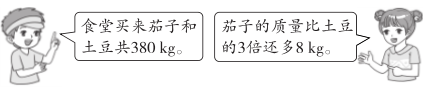 食堂买来茄子和
土豆共380 kg。
茄子的质量比土豆
的3倍还多8 kg。